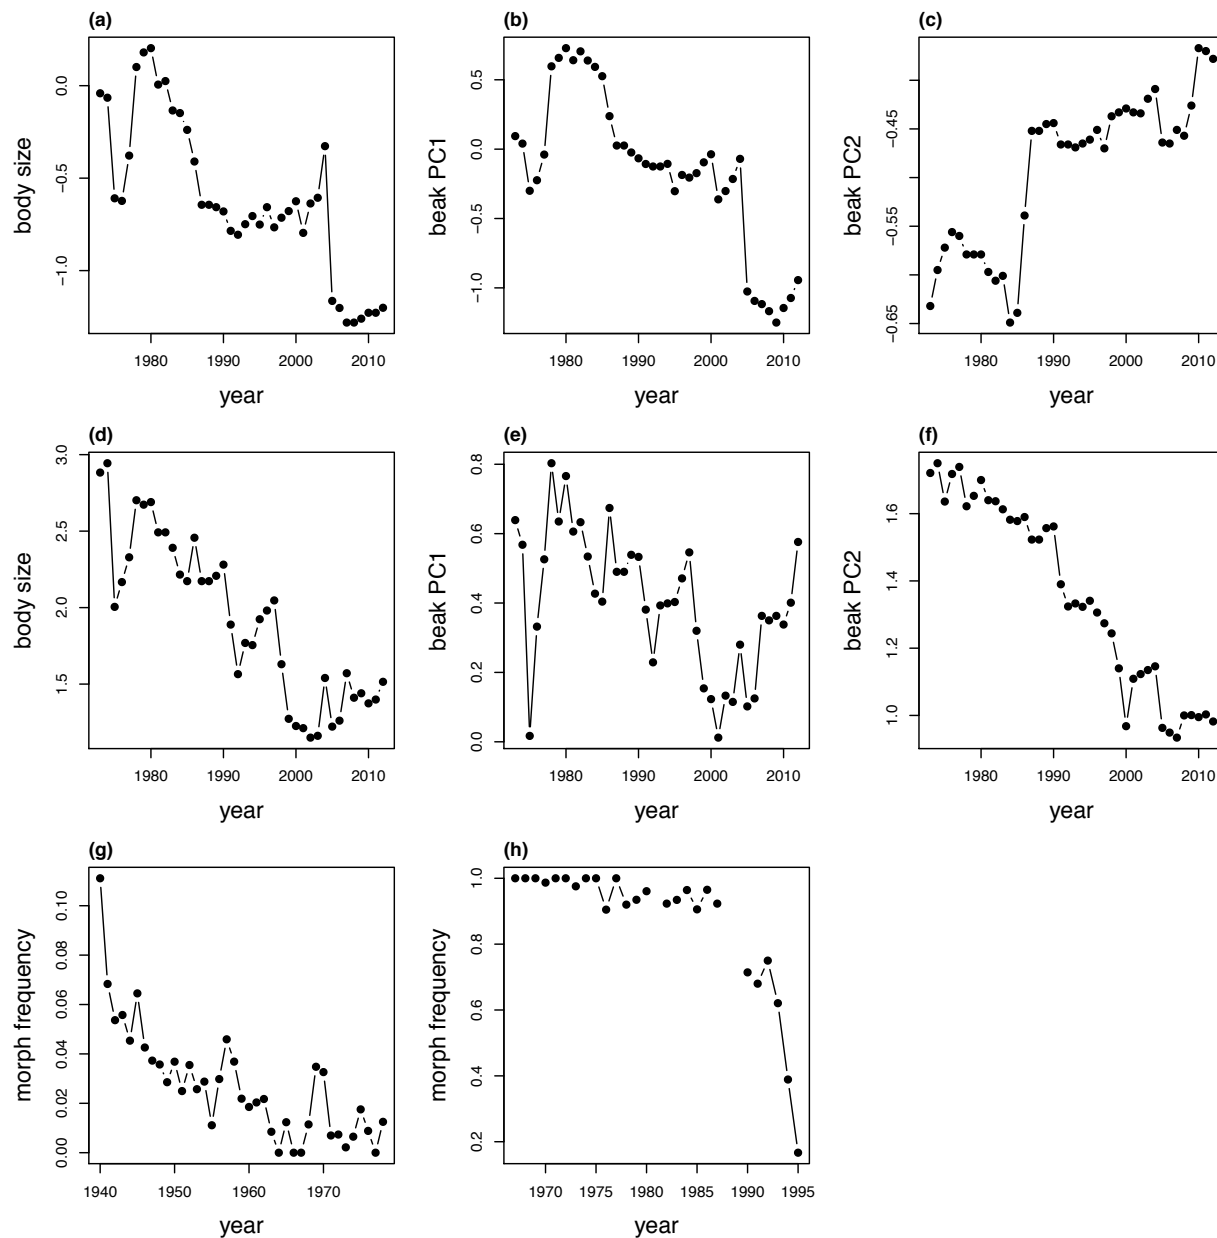 (a)
body size
0.0
−0.5
−1.0
1980 1990 2000 2010
year
(b)
beak PC1
0.5
0.0
−0.5
−1.0
1980 1990 2000 2010
year
(c)
beak PC2
−0.45
−0.55
−0.65
1980 1990 2000 2010
year
(d)
body size
3.0
2.5
2.0
1.5
1980 1990 2000 2010
year
(e)
beak PC1
0.8
0.6
0.4
0.2
0.0
1980 1990 2000 2010
year
(f)
beak PC2
1.6
1.4
1.2
1.0
1980 1990 2000 2010
year
(g)
morph frequency
0.10
0.08
0.06
0.04
0.02
0.00
1940 1950 1960 1970
year
(h)
morph frequency
1.0
0.8
0.6
0.4
0.2
1970 1975 1980 1985 1990 1995
year